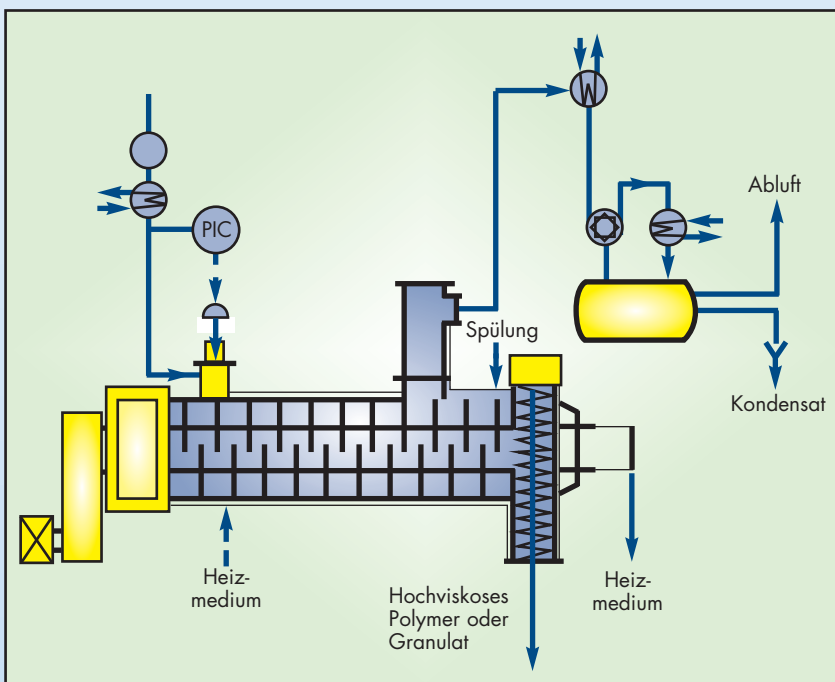 PIC
Abluft
Spülung
Kondensat
Heiz-
medium
Hochviskoses
Polymer oder
Granulat
Heiz-
medium